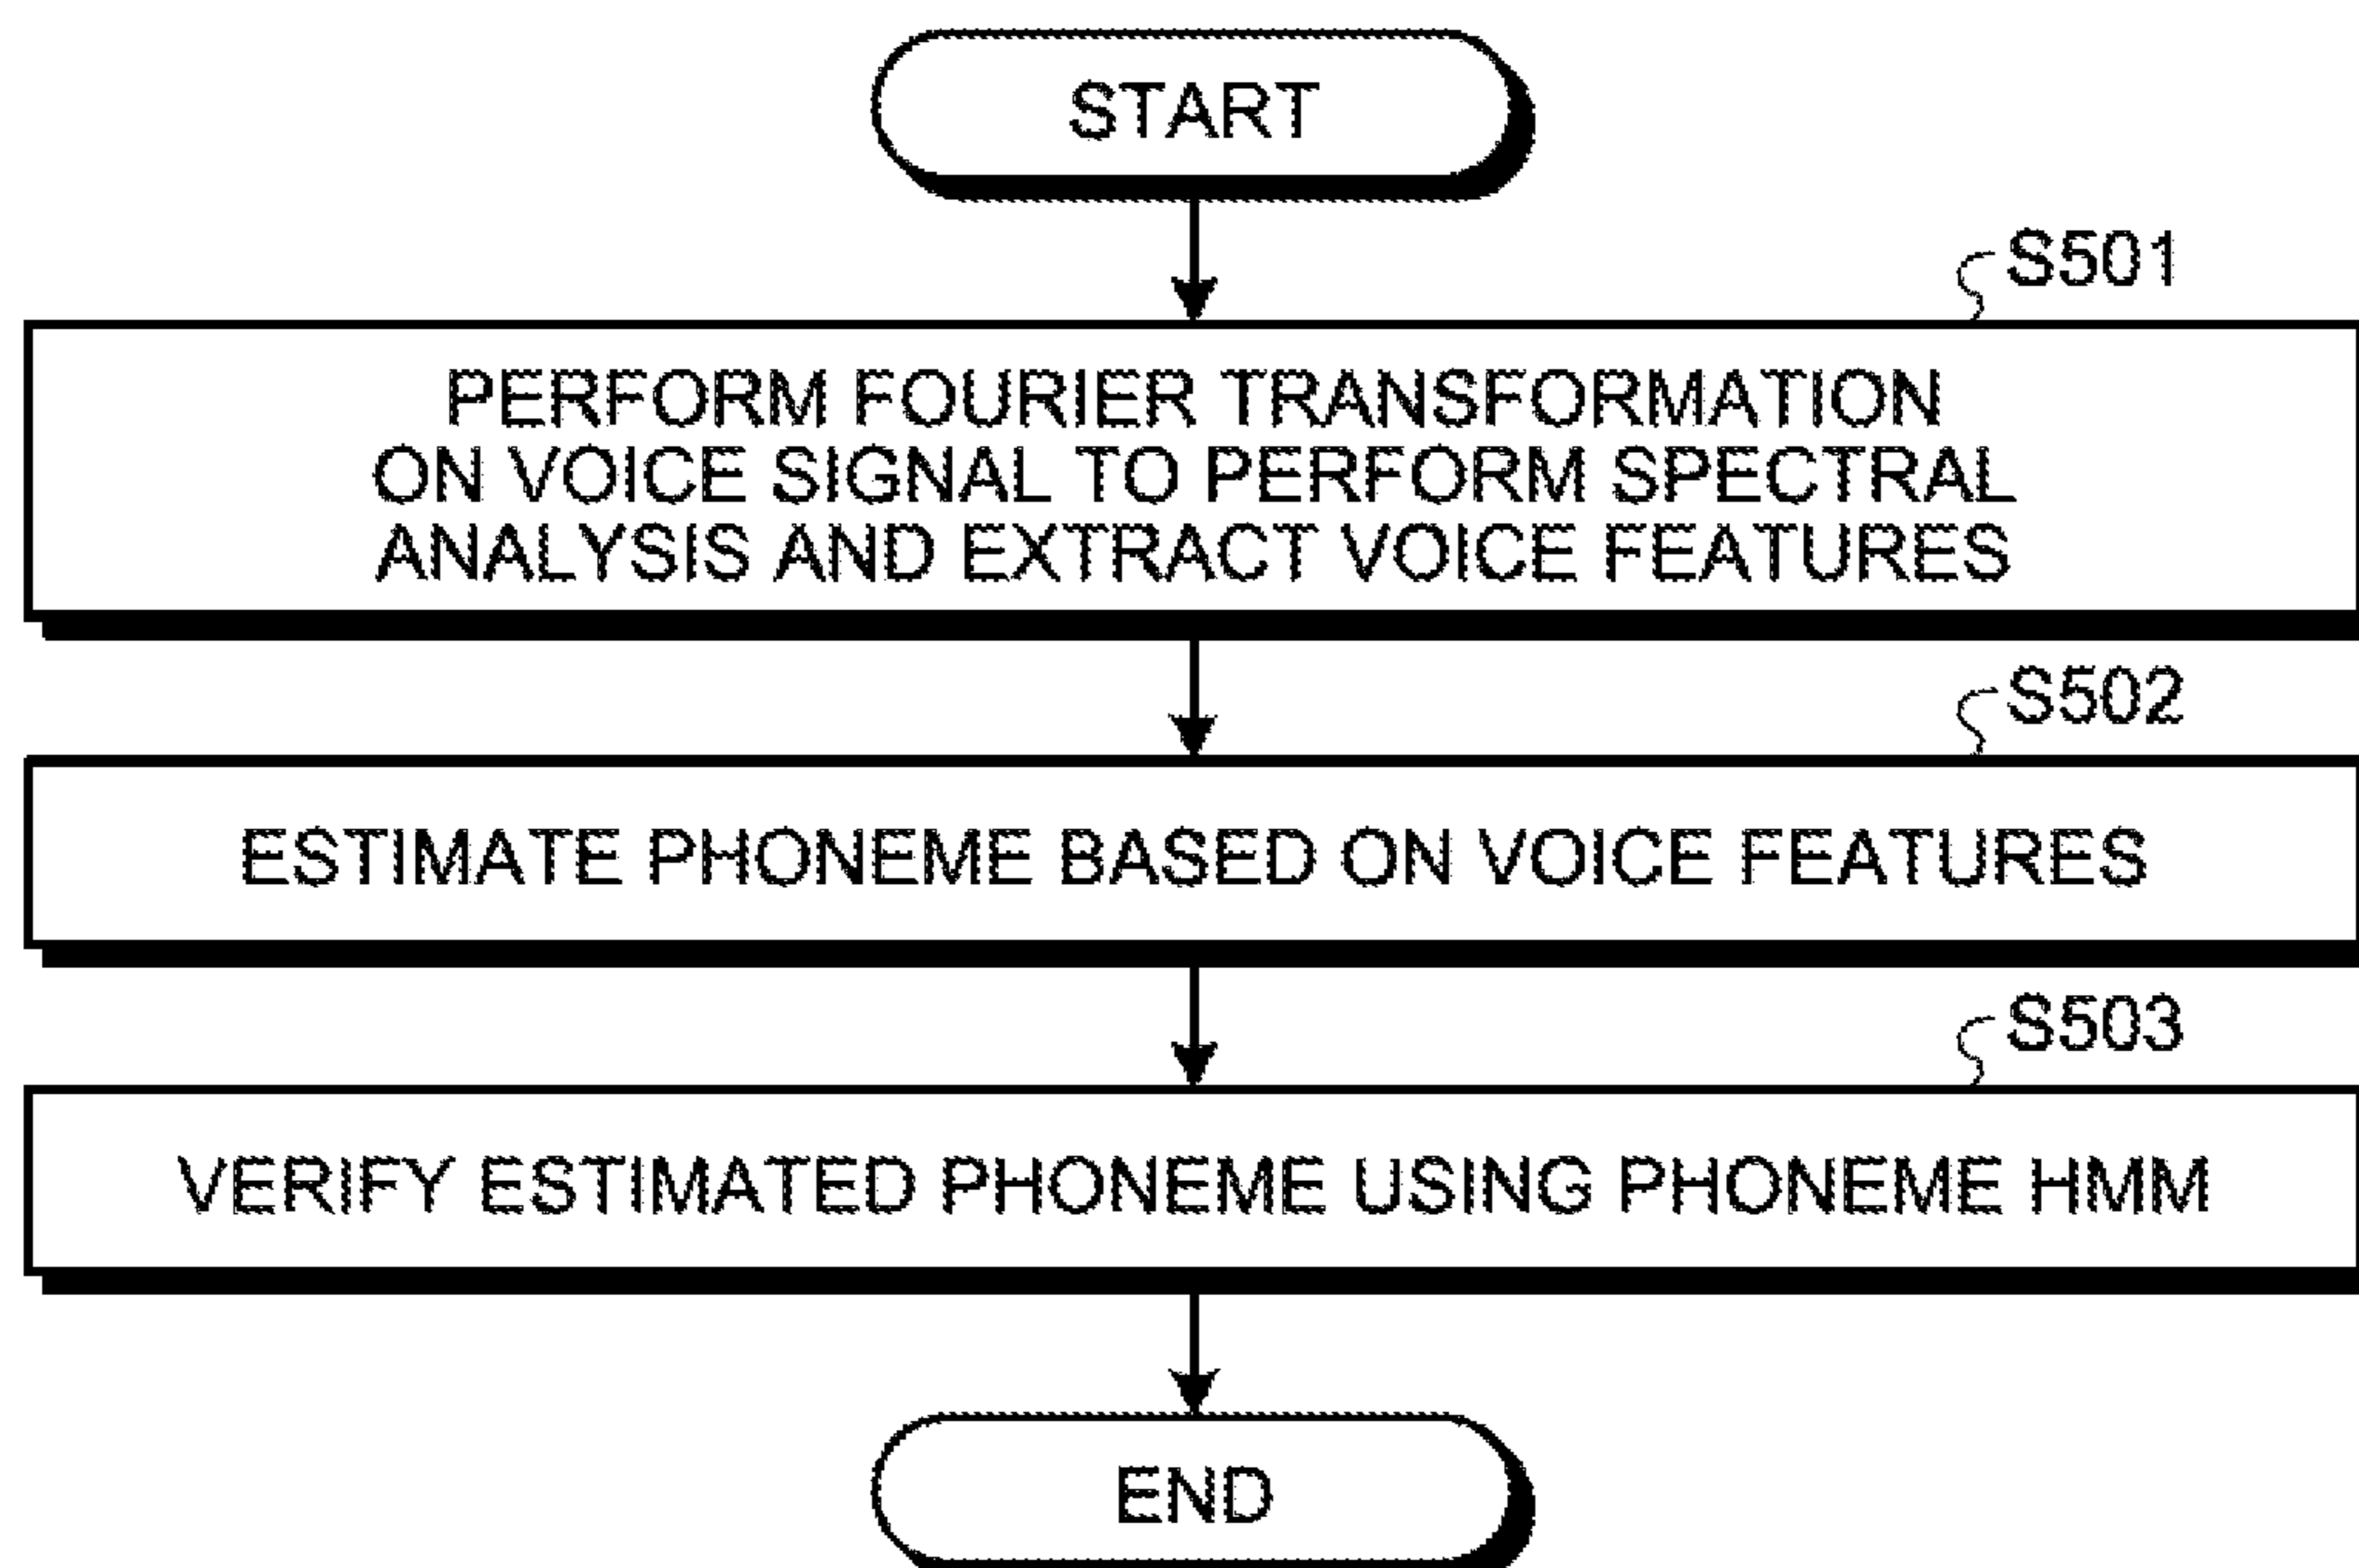 START
S501
PERFORM FOURIER TRANSFORMATION
ON VOICE SIGNAL TO PERFORM SPECTRAL
ANALYSIS AND EXTRACT VOICE FEATURES
S502
ESTIMATE PHONEME BASED ON VOICE FEATURES
S503
VERIFY ESTIMATED PHONEME USING PHONEME HMM
END